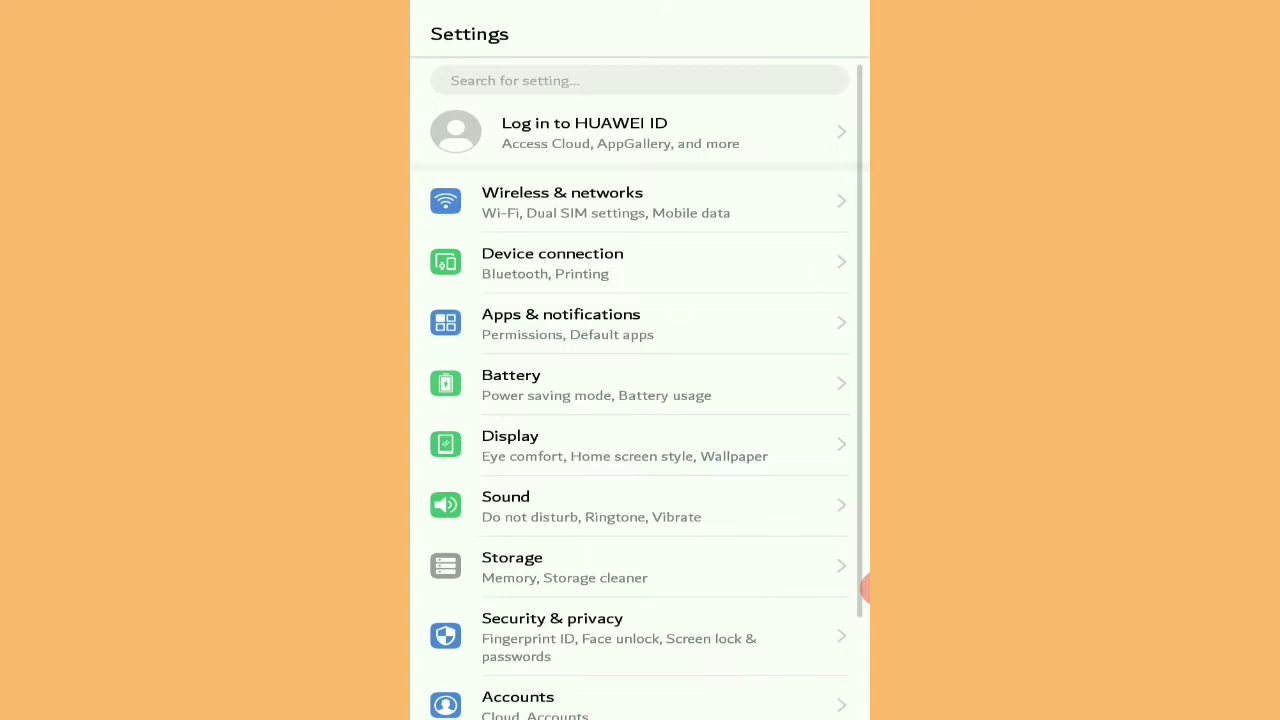 Settings
Search for setting...
Log in to HUAWEI ID
Access Cloud, AppGallery, and more
Wireless & networks
Wi-Fi, Dual SIM settings, Mobile data
Device connection
Bluetooth, Printing
Apps & notifications
Permissions, Default apps
Battery
Power saving mode, Battery usage
Display
Eye comfort, Home screen style, Wallpaper
Sound
Do not disturb, Ringtone, Vibrate
Storage
Memory, Storage cleaner
Security & privacy
Fingerprint ID, Face unlock, Screen lock &
passwords
Accounts
Cloud, Accounts